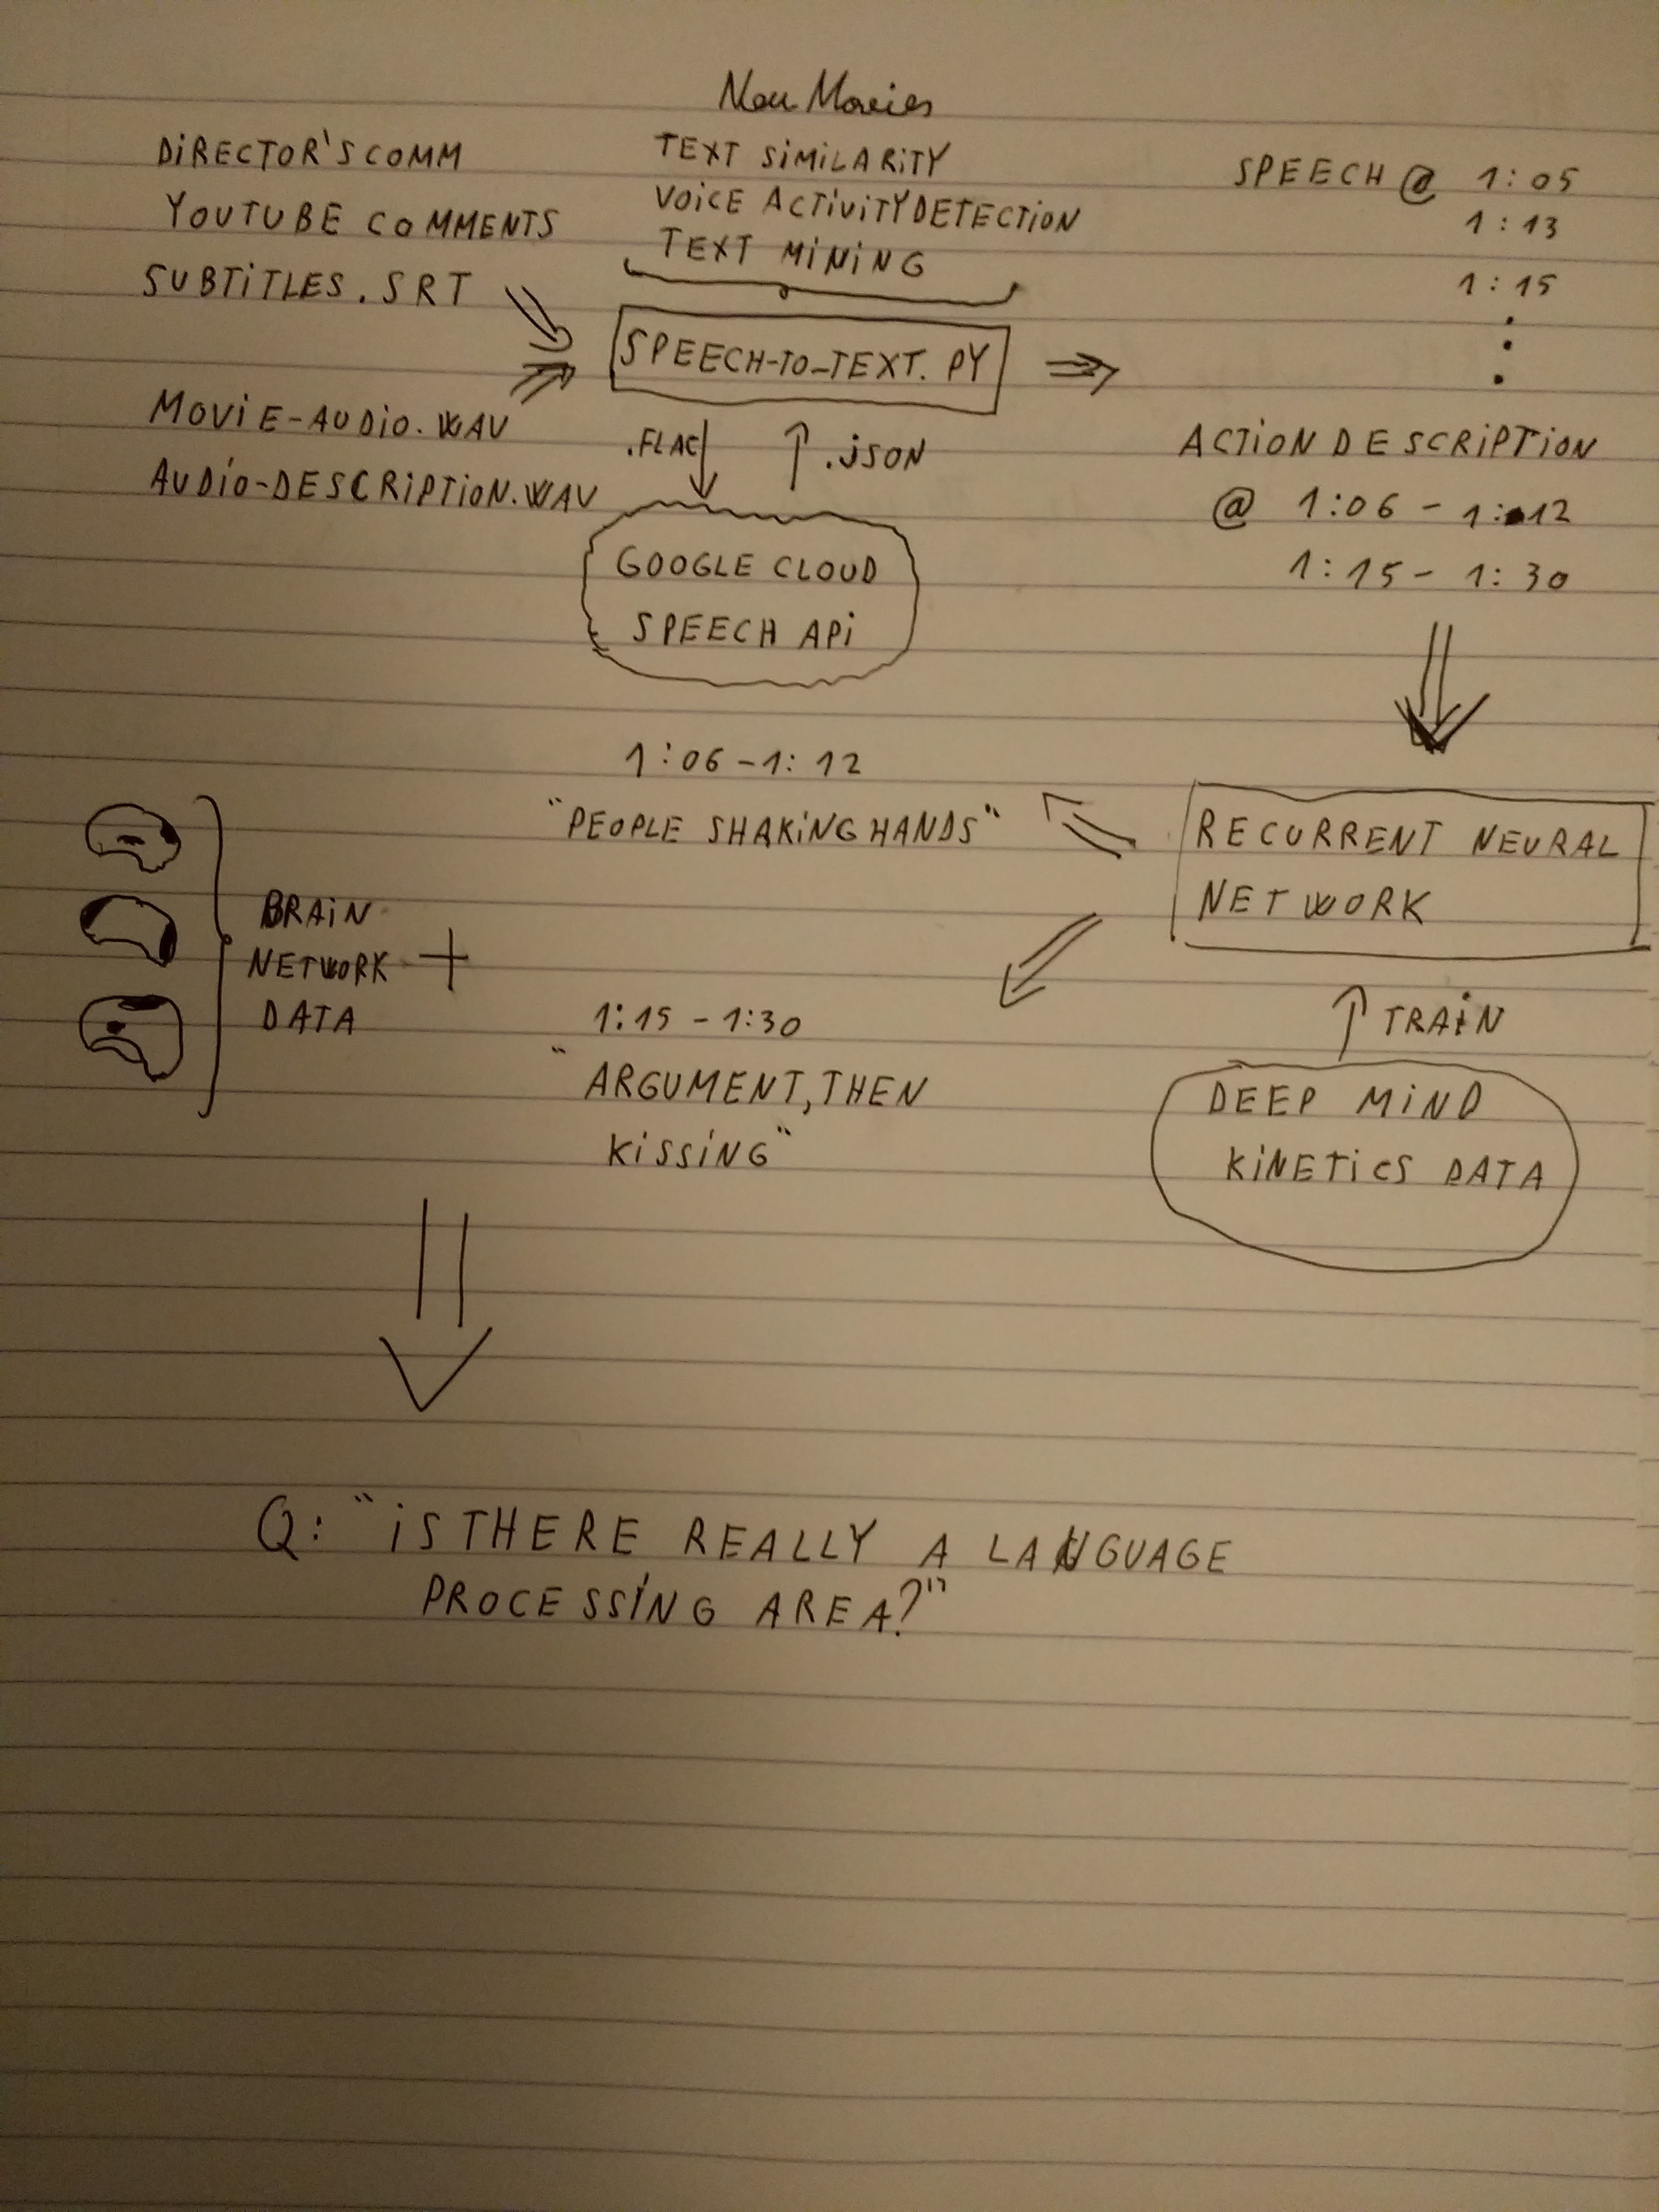 Neu Movies
DIRECTOR'S COMM
YOUTUBE COMMENTS
SUBTITLES.SRT
MOVIE-AUDIO.WAV
AUDIO-DESCRIPTION.WAV
TEXT SIMILARITY
VOICE ACTIVITY DETECTION
TEXT MINING
SPEECH-TO-TEXT.PY
.FLAC
.JSON
GOOGLE CLOUD
SPEECH API
SPEECH @ 1:05
1:13
1:15
ACTION DESCRIPTION
@ 1:06 - 1:12
1:15 - 1:30
RECURRENT NEURAL
NETWORK
TRAIN
DEEP MIND
KINETICS DATA
1:06 - 1:12
"PEOPLE SHAKING HANDS"
1:15 - 1:30
"ARGUMENT, THEN
KISSING"
BRAIN
NETWORK +
DATA
Q: "IS THERE REALLY A LANGUAGE
PROCESSING AREA?"